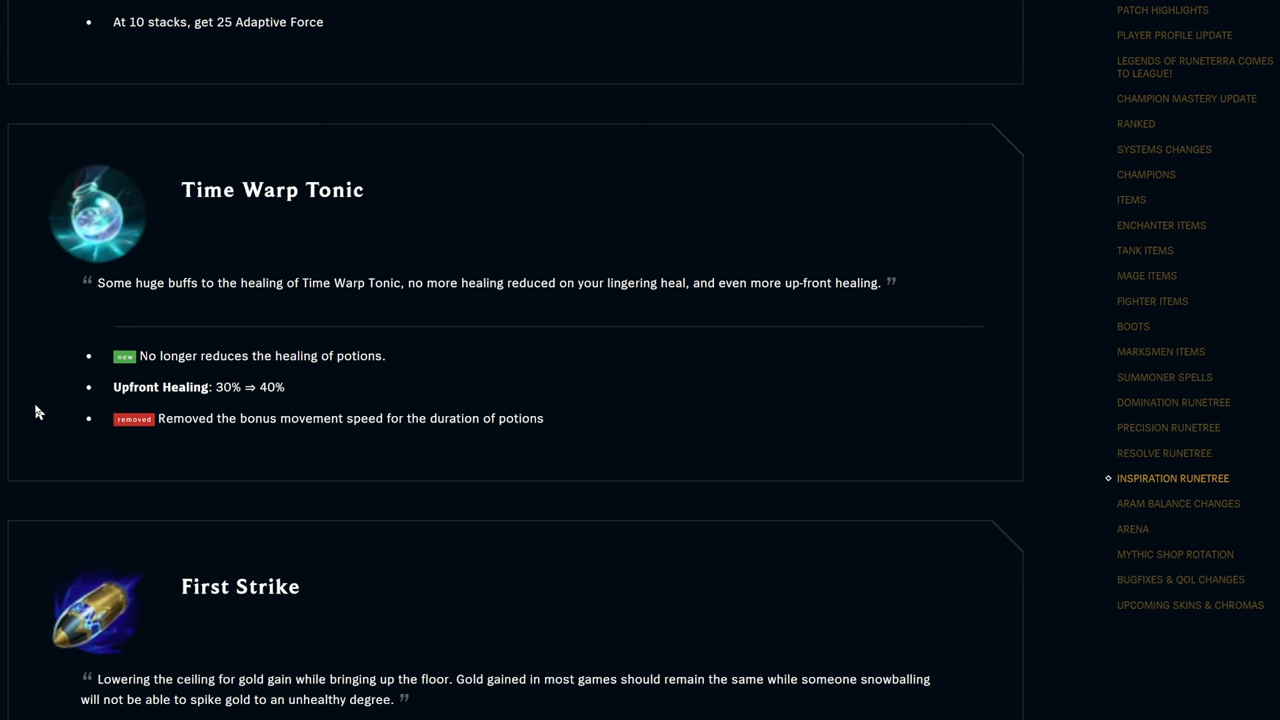 At 10 stacks, get 25 Adaptive Force
Time Warp Tonic
“ Some huge buffs to the healing of Time Warp Tonic, no more healing reduced on your lingering heal, and even more up-front healing. ”
new No longer reduces the healing of potions.
Upfront Healing: 30% ⇒ 40%
removed Removed the bonus movement speed for the duration of potions
First Strike
“ Lowering the ceiling for gold gain while bringing up the floor. Gold gained in most games should remain the same while someone snowballing
will not be able to spike gold to an unhealthy degree. ”
PATCH HIGHLIGHTS
PLAYER PROFILE UPDATE
LEGENDS OF RUNETERRA COMES
TO LEAGUE!
CHAMPION MASTERY UPDATE
RANKED
SYSTEMS CHANGES
CHAMPIONS
ITEMS
ENCHANTER ITEMS
TANK ITEMS
MAGE ITEMS
FIGHTER ITEMS
BOOTS
MARKSMEN ITEMS
SUMMONER SPELLS
DOMINATION RUNETREE
PRECISION RUNETREE
RESOLVE RUNETREE
INSPIRATION RUNETREE
ARAM BALANCE CHANGES
ARENA
MYTHIC SHOP ROTATION
BUGFIXES & QOL CHANGES
UPCOMING SKINS & CHROMAS